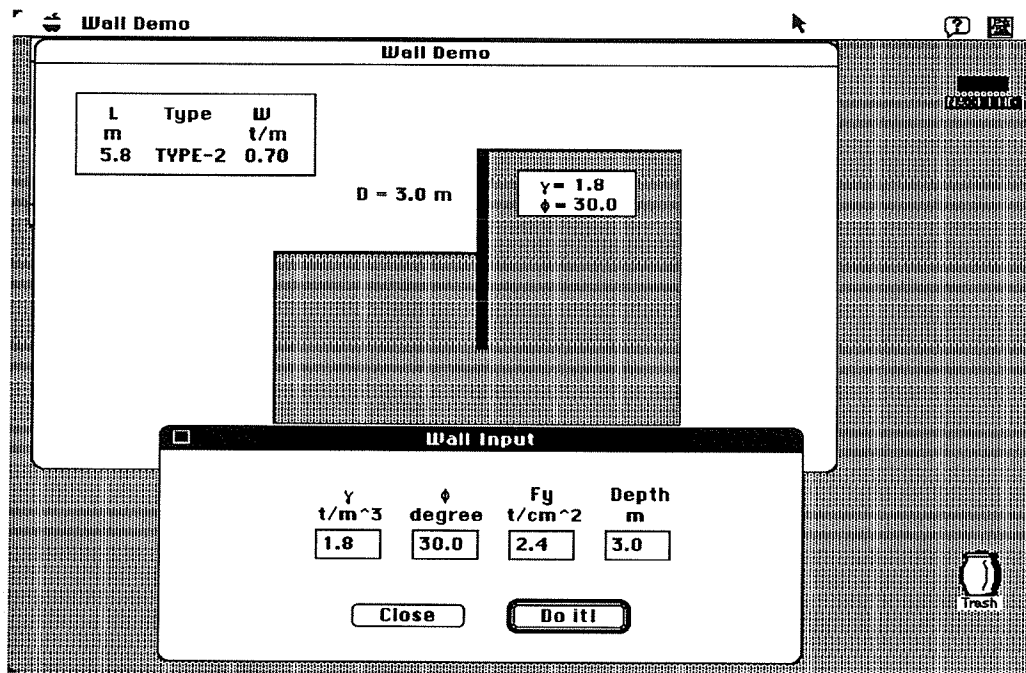 Wall Demo
Wall Demo
L Type W
m t/m
5.8 TYPE-2 0.70
D = 3.0 m
γ= 1.8
ϕ= 30.0
Wall Input
γ ϕ Fy Depth
t/m^3 degree t/cm^2 m
1.8 30.0 2.4 3.0
Close Do it!
Trash